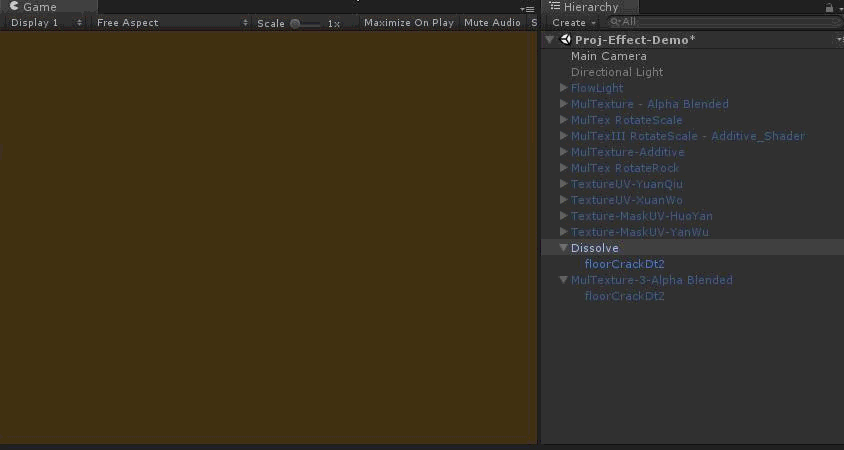 Game
Display 1
Free Aspect
Scale
1x
Maximize On Play
Mute Audio
S
Hierarchy
Create
All
Proj-Effect-Demo*
Main Camera
Directional Light
FlowLight
MulTexture - Alpha Blended
MulTex RotateScale
MulTexIII RotateScale - Additive_Shader
MulTexture-Additive
MulTex RotateRock
TextureUV-YuanQiu
TextureUV-XuanWo
Texture-MaskUV-HuoYan
Texture-MaskUV-YanWu
Dissolve
floorCrackDt2
MulTexture-3-Alpha Blended
floorCrackDt2